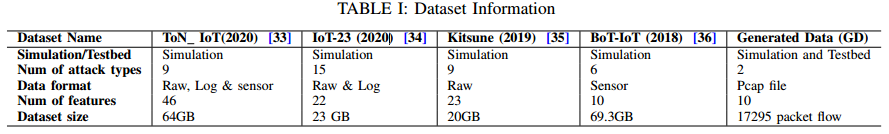 TABLE I: Dataset Information
Dataset Name ToN_ IoT(2020) [33] IoT-23 (2020) [34] Kitsune (2019) [35] BoT-IoT (2018) [36] Generated Data (GD)
Simulation/Testbed Simulation Simulation Simulation Simulation Simulation and Testbed
Num of attack types 9 15 9 6 2
Data format Raw, Log & sensor Raw & Log Raw Sensor Pcap file
Num of features 46 22 23 10 10
Dataset size 64GB 23 GB 20GB 69.3GB 17295 packet flow